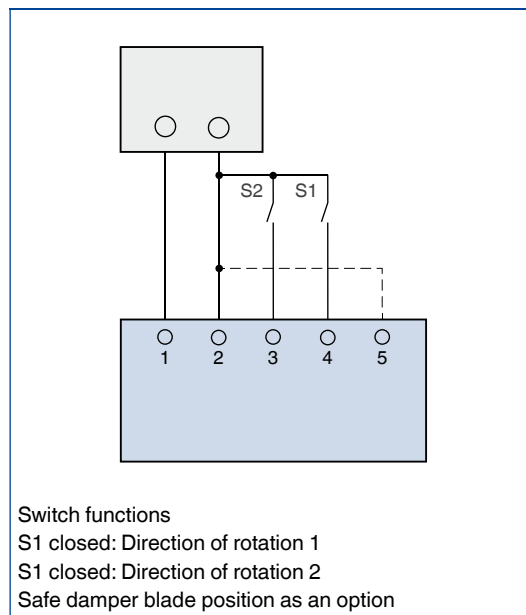 S2 S1
1 2 3 4 5
Switch functions
S1 closed: Direction of rotation 1
S1 closed: Direction of rotation 2
Safe damper blade position as an option